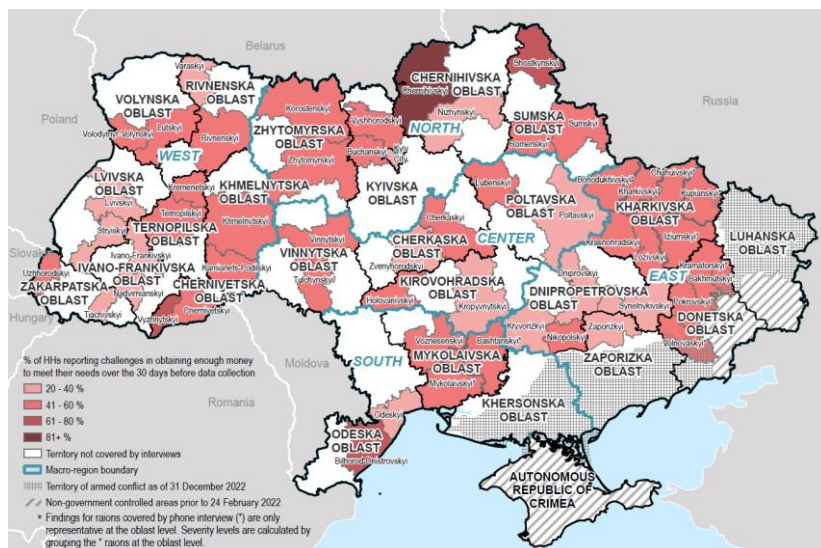 Belarus
Poland
Russia
Slovakia
Hungary
Romania
Moldova
VOLYNSKA
OBLAST
Volodymyr-Volynskyi
Lutskyi
Varaskyi
RIVNENSKA
OBLAST
Rivnenskyi
WEST
LVIVSKA
OBLAST
Lvivskyi
Stryiskyi
Kremenetskyi
Ternopilskyi
TERNOPILSKA
OBLAST
KHMELNYTSKA
OBLAST
Khmelnytskyi
Kamianets-Podilskyi
Ivano-Frankivskyi
IVANO-FRANKIVSKA
OBLAST
Nadvirnianskyi
Uzhhorodskyi
ZAKARPATSKA
OBLAST
Tiachivskyi
Vyzhnytskyi
CHERNIVETSKA
OBLAST
Chernivetskyi
Korostenskyi
ZHYTOMYRSKA
OBLAST
Zhytomyrskyi
Vyshhorodskyi
Buchanskyi
Kyiv
City
KYIVSKA
OBLAST
CHERNIHIVSKA
OBLAST
Chernihivskyi
Nizhynskyi
NORTH
Shostkynskyi
SUMSKA
OBLAST
Sumskyi
Romenskyi
Vinnytskyi
VINNYTSKA
OBLAST
Tulchynskyi
Cherkaskyi
CHERKASKA
OBLAST
Zvenyhorodskyi
CENTER
Lubenskyi
POLTAVSKA
OBLAST
Poltavskyi
Holovanivskyi
KIROVOHRADSKA
OBLAST
Kropyvnytskyi
Bohodukhivskyi*
Chuhuivskyi*
Kharkivskyi*
Kupianskyi*
KHARKIVSKA
OBLAST
Iziumskyi*
Krasnohradskyi
Lozivskyi
LUHANSKA
OBLAST
EAST
Kramatorskyi*
Bakhmutskyi*
Pokrovskyi*
DONETSKA
OBLAST
Volnovaskyi*
Dniprovskyi
DNIPROPETROVSKA
OBLAST
Synelnykivskyi
Kryvorizkyi
Nikopolskyi
Zaporizkyi
ZAPORIZKA
OBLAST
SOUTH
Voznesenskyi
Bashtanskyi*
MYKOLAIVSKA
OBLAST
Mykolaivskyi*
KHERSONSKA
OBLAST
Odeskyi
ODESKA
OBLAST
Bilhorod-Dnistrovskyi
AUTONOMOUS
REPUBLIC OF
CRIMEA
% of HHs reporting challenges in obtaining enough money
to meet their needs over the 30 days before data collection
20 - 40 %
41 - 60 %
61 - 80 %
81+ %
Territory not covered by interviews
Macro-region boundary
Territory of armed conflict as of 31 December 2022
Non-government controlled areas prior to 24 February 2022
* Findings for raions covered by phone interview (*) are only
representative at the oblast level. Severity levels are calculated by
grouping the * raions at the oblast level.